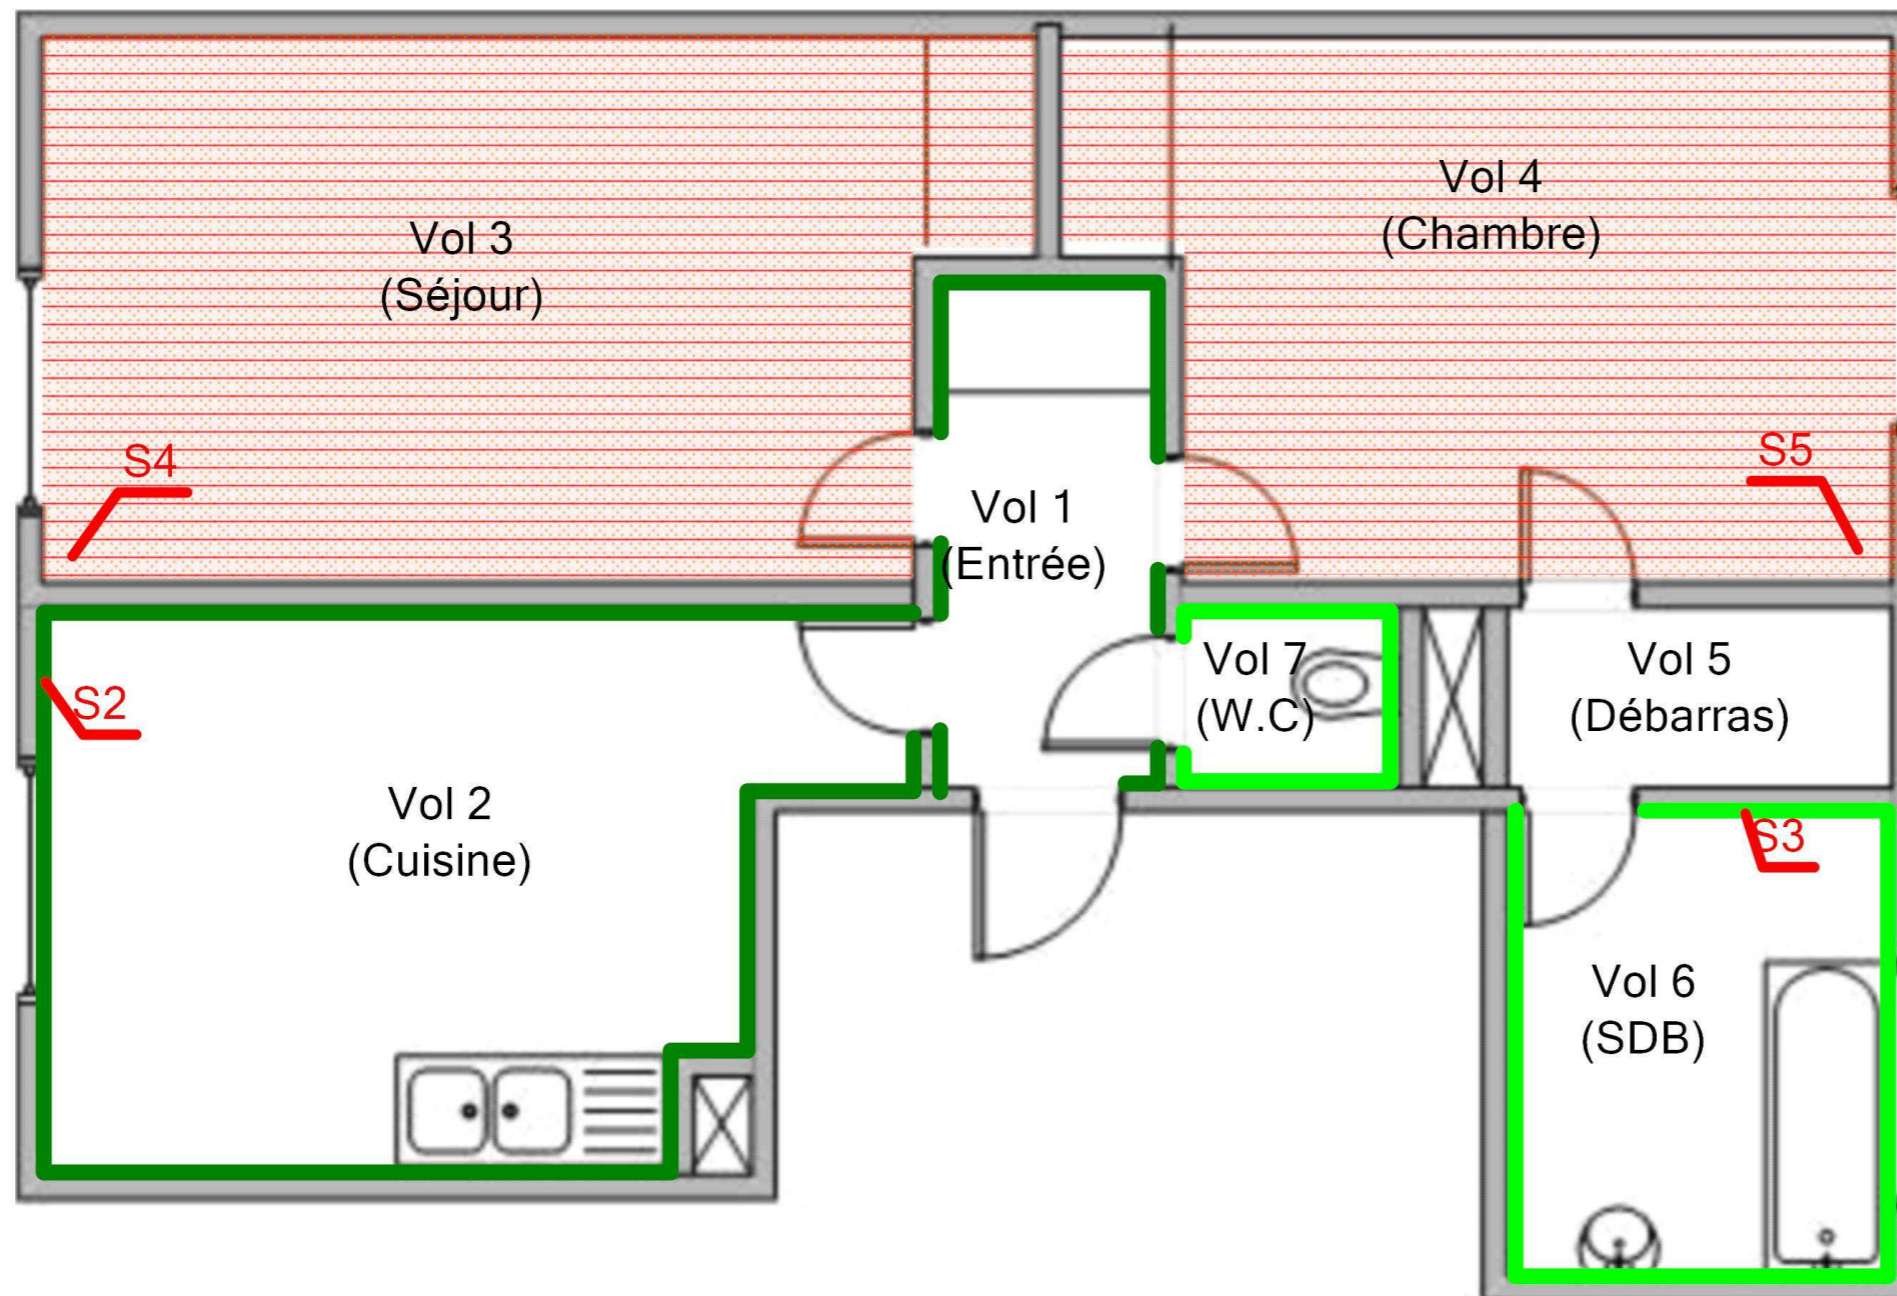 Vol 4
(Chambre)
Vol 3
(Séjour)
S4
S5
Vol 1
(Entrée)
Vol 7
(W.C)
Vol 5
(Débarras)
S2
Vol 2
(Cuisine)
S3
Vol 6
(SDB)